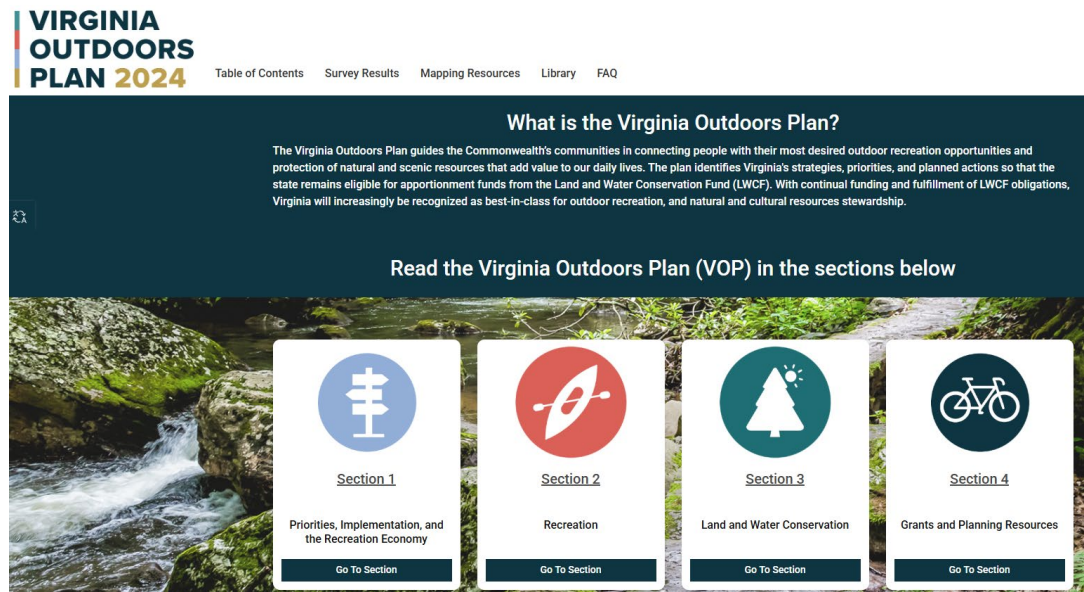 VIRGINIA
OUTDOORS
PLAN 2024
Table of Contents Survey Results Mapping Resources Library FAQ
What is the Virginia Outdoors Plan?
The Virginia Outdoors Plan guides the Commonwealth's communities in connecting people with their most desired outdoor recreation opportunities and
protection of natural and scenic resources that add value to our daily lives. The plan identifies Virginia's strategies, priorities, and planned actions so that the
state remains eligible for apportionment funds from the Land and Water Conservation Fund (LWCF). With continual funding and fulfillment of LWCF obligations,
Virginia will increasingly be recognized as best-in-class for outdoor recreation, and natural and cultural resources stewardship.
Read the Virginia Outdoors Plan (VOP) in the sections below
Section 1
Priorities, Implementation, and
the Recreation Economy
Go To Section
Section 2
Recreation
Go To Section
Section 3
Land and Water Conservation
Go To Section
Section 4
Grants and Planning Resources
Go To Section